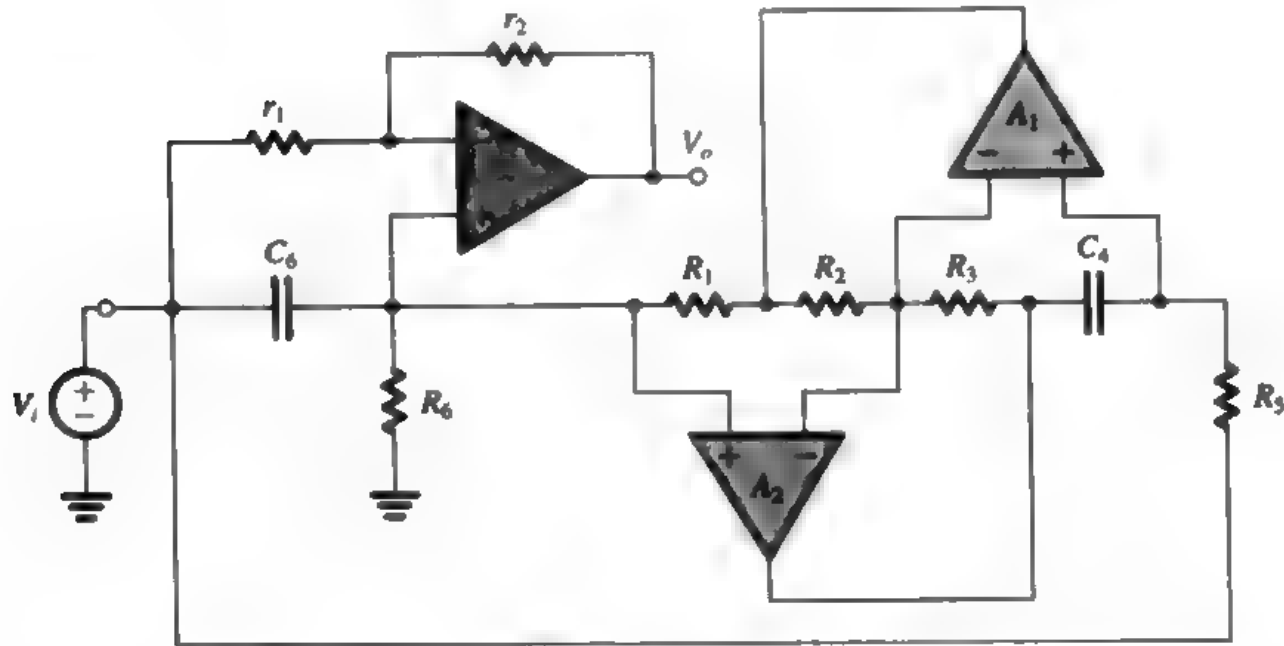 r₂
r₁
Vₒ
A₁
− +
C₆
R₁
R₂
R₃
C₄
Vᵢ
+
−
R₆
R₅
+ −
A₂